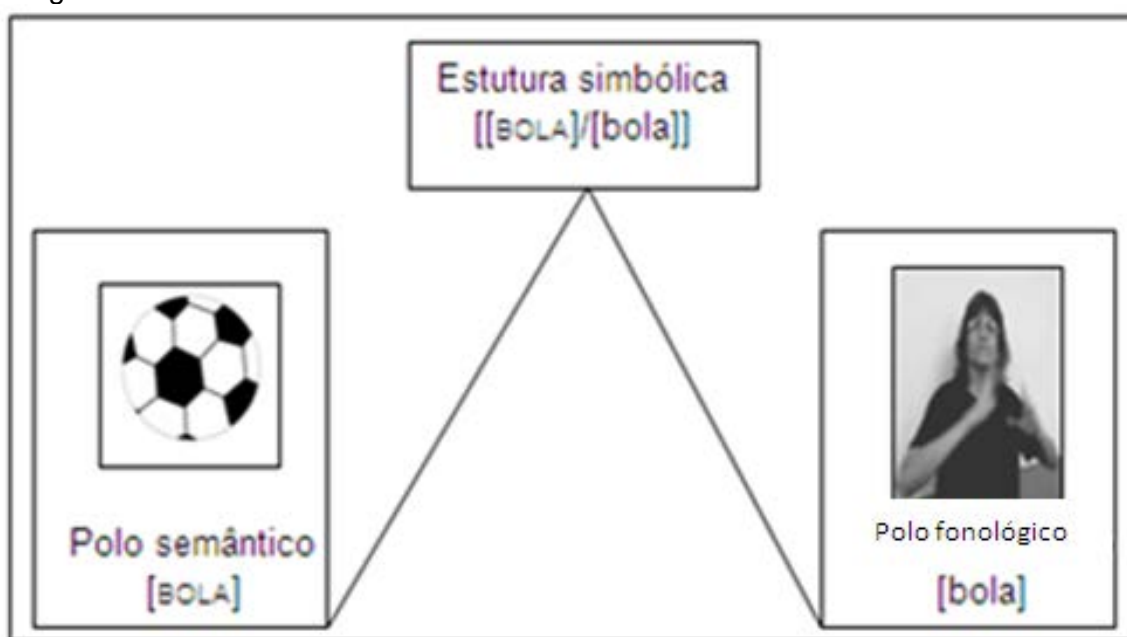 Estutura simbólica
[[BOLA]/[bola]]
Polo semântico
[BOLA]
Polo fonológico
[bola]